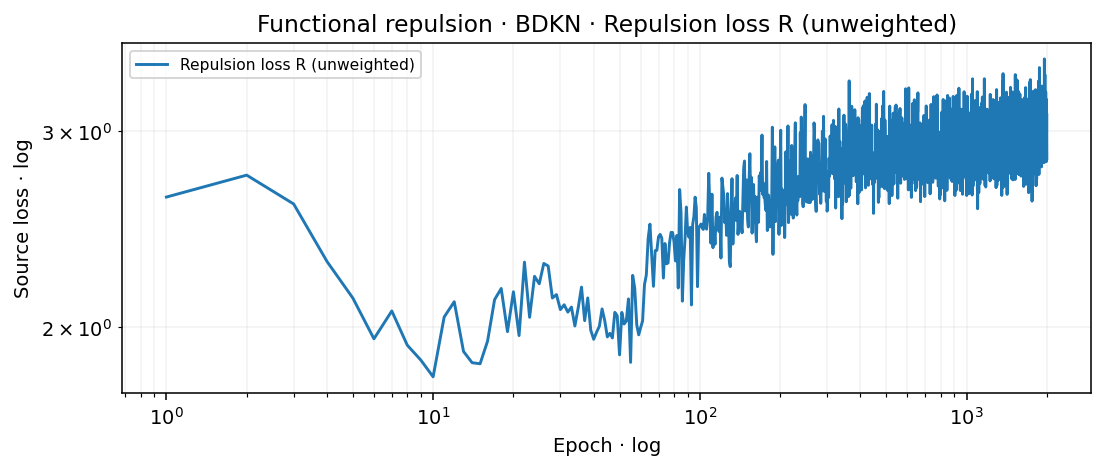 Functional repulsion · BDKN · Repulsion loss R (unweighted)
Repulsion loss R (unweighted)
Source loss · log
3 × 10⁰
2 × 10⁰
10⁰ 10¹ 10² 10³
Epoch · log